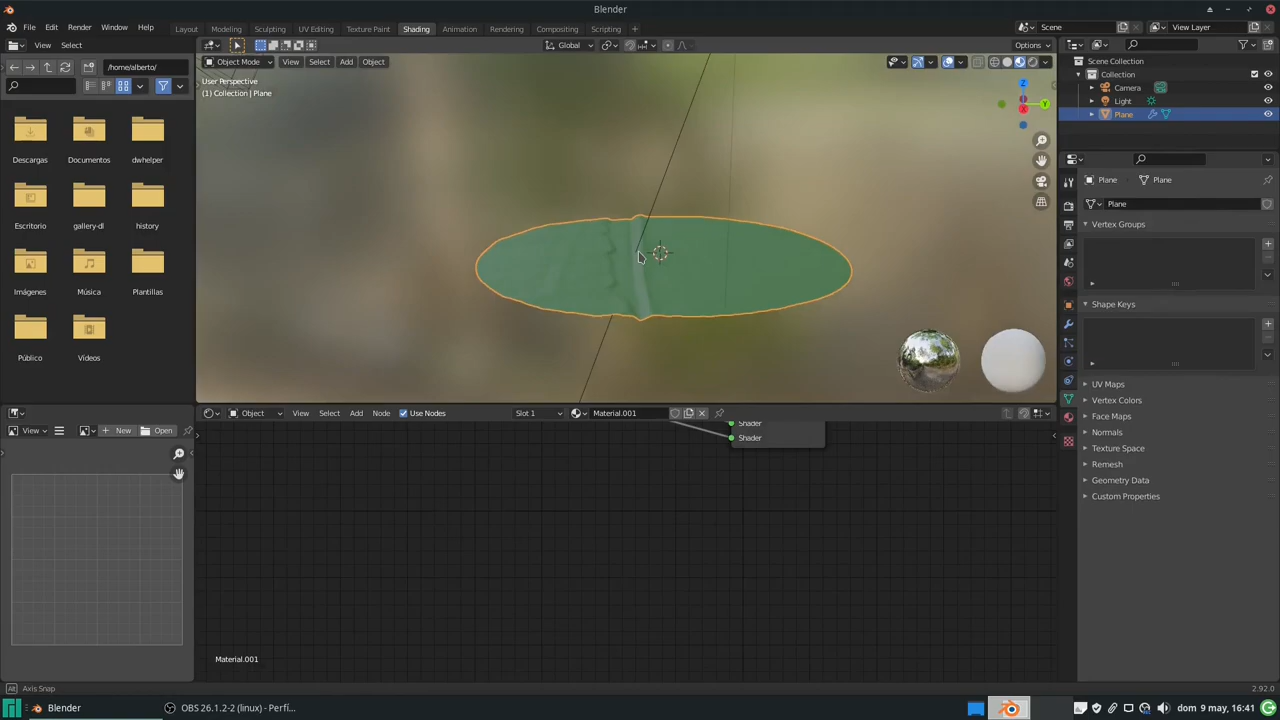 Blender
File Edit Render Window Help Layout Modeling Sculpting UV Editing Texture Paint Shading Animation Rendering Compositing Scripting + Scene View Layer
View Select
Global
Options
Scene Collection
/home/alberto/
Object Mode View Select Add Object
Collection
User Perspective
(1) Collection | Plane
Camera
Light
Plane
Descargas Documentos dwhelper
Plane Plane
Plane
Escritorio gallery-dl history
Vertex Groups
Imágenes Música Plantillas
Shape Keys
Público Vídeos
UV Maps
Vertex Colors
Face Maps
Normals
Texture Space
Remesh
Geometry Data
Custom Properties
Object View Select Add Node Use Nodes Slot 1 Material.001
View New Open
Shader
Shader
Material.001
Axis Snap
2.92.0
Blender OBS 26.1.2-2 (linux) - Perfi...
dom 9 may, 16:41